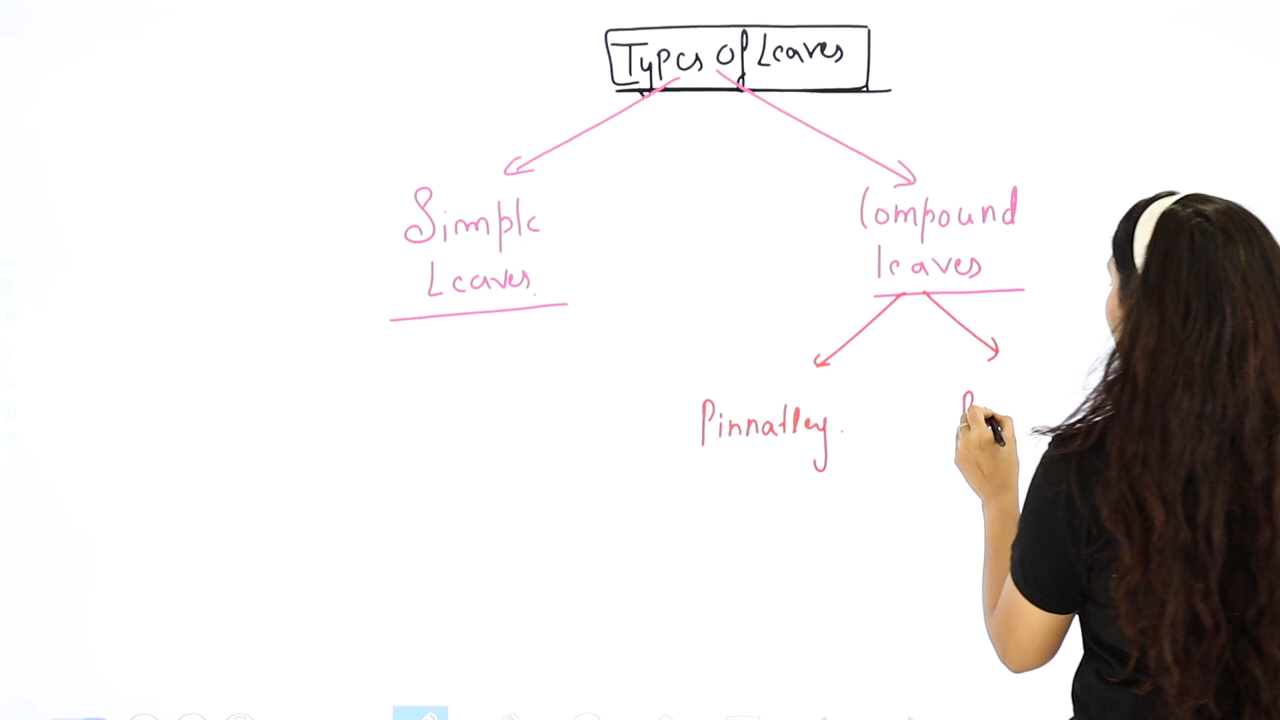 Types Of Leaves
Simple
Leaves.
Compound
leaves
Pinnatley.
P